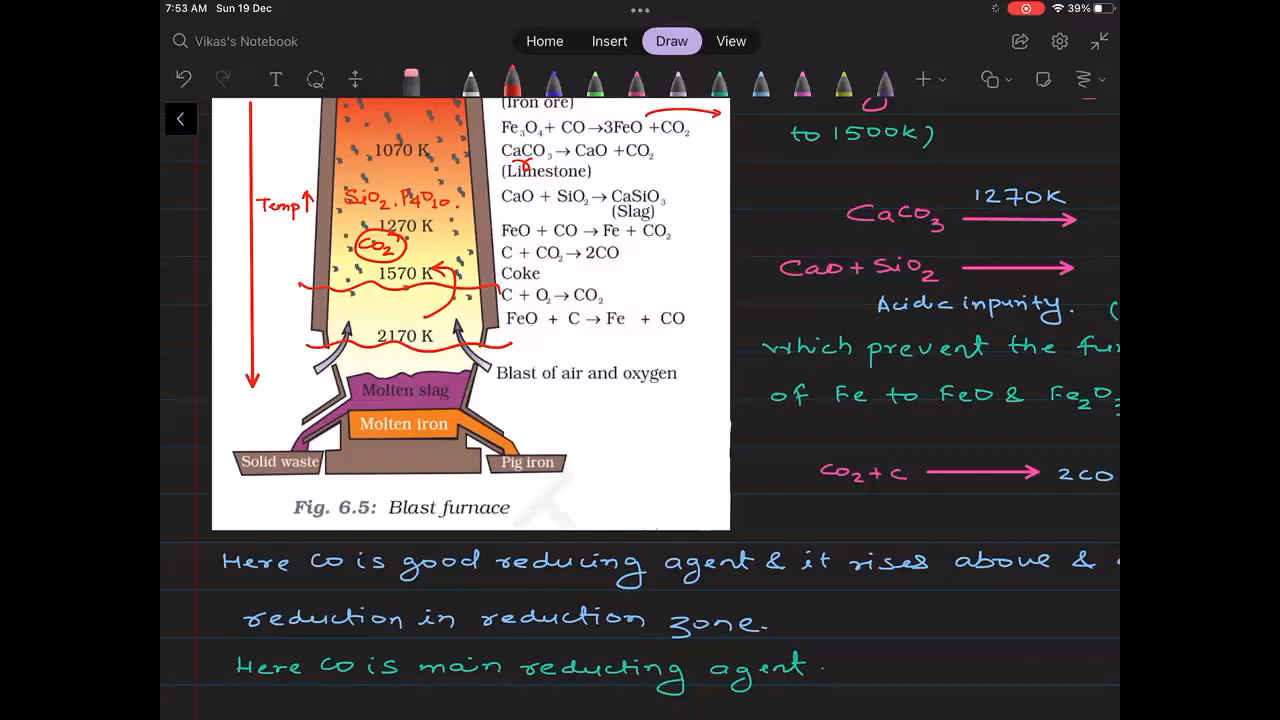 7:53 AM Sun 19 Dec
39%
Vikas's Notebook
Home Insert Draw View
(Iron ore)
Fe₃O₄ + CO → 3FeO + CO₂
CaCO₃ → CaO + CO₂
(Limestone)
CaO + SiO₂ → CaSiO₃
(Slag)
FeO + CO → Fe + CO₂
C + CO₂ → 2CO
Coke
C + O₂ → CO₂
FeO + C → Fe + CO
Blast of air and oxygen
1070 K
Temp↑
SiO₂, P₄O₁₀.
1270 K
CO₂
1570 K
2170 K
Molten slag
Molten iron
Solid waste
Pig iron
Fig. 6.5: Blast furnace
to 1500K)
CaCO₃ 1270K →
CaO + SiO₂ →
Acidic inpurity. (
which prevent the
of Fe to FeO & Fe₂O₃
CO₂ + C → 2CO
Here CO is good reducing agent & it rises above &
reduction in reduction zone.
Here CO is main reducting agent.